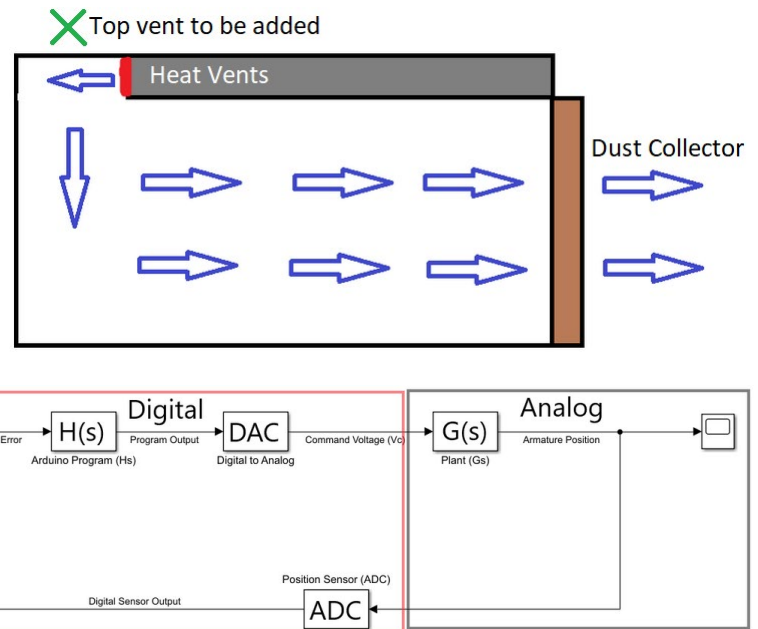 Top vent to be added
Heat Vents
Dust Collector
Digital
Analog
Error
H(s)
Program Output
DAC
Command Voltage (Vc)
G(s)
Armature Position
Arduino Program (Hs)
Digital to Analog
Plant (Gs)
Position Sensor (ADC)
Digital Sensor Output
ADC